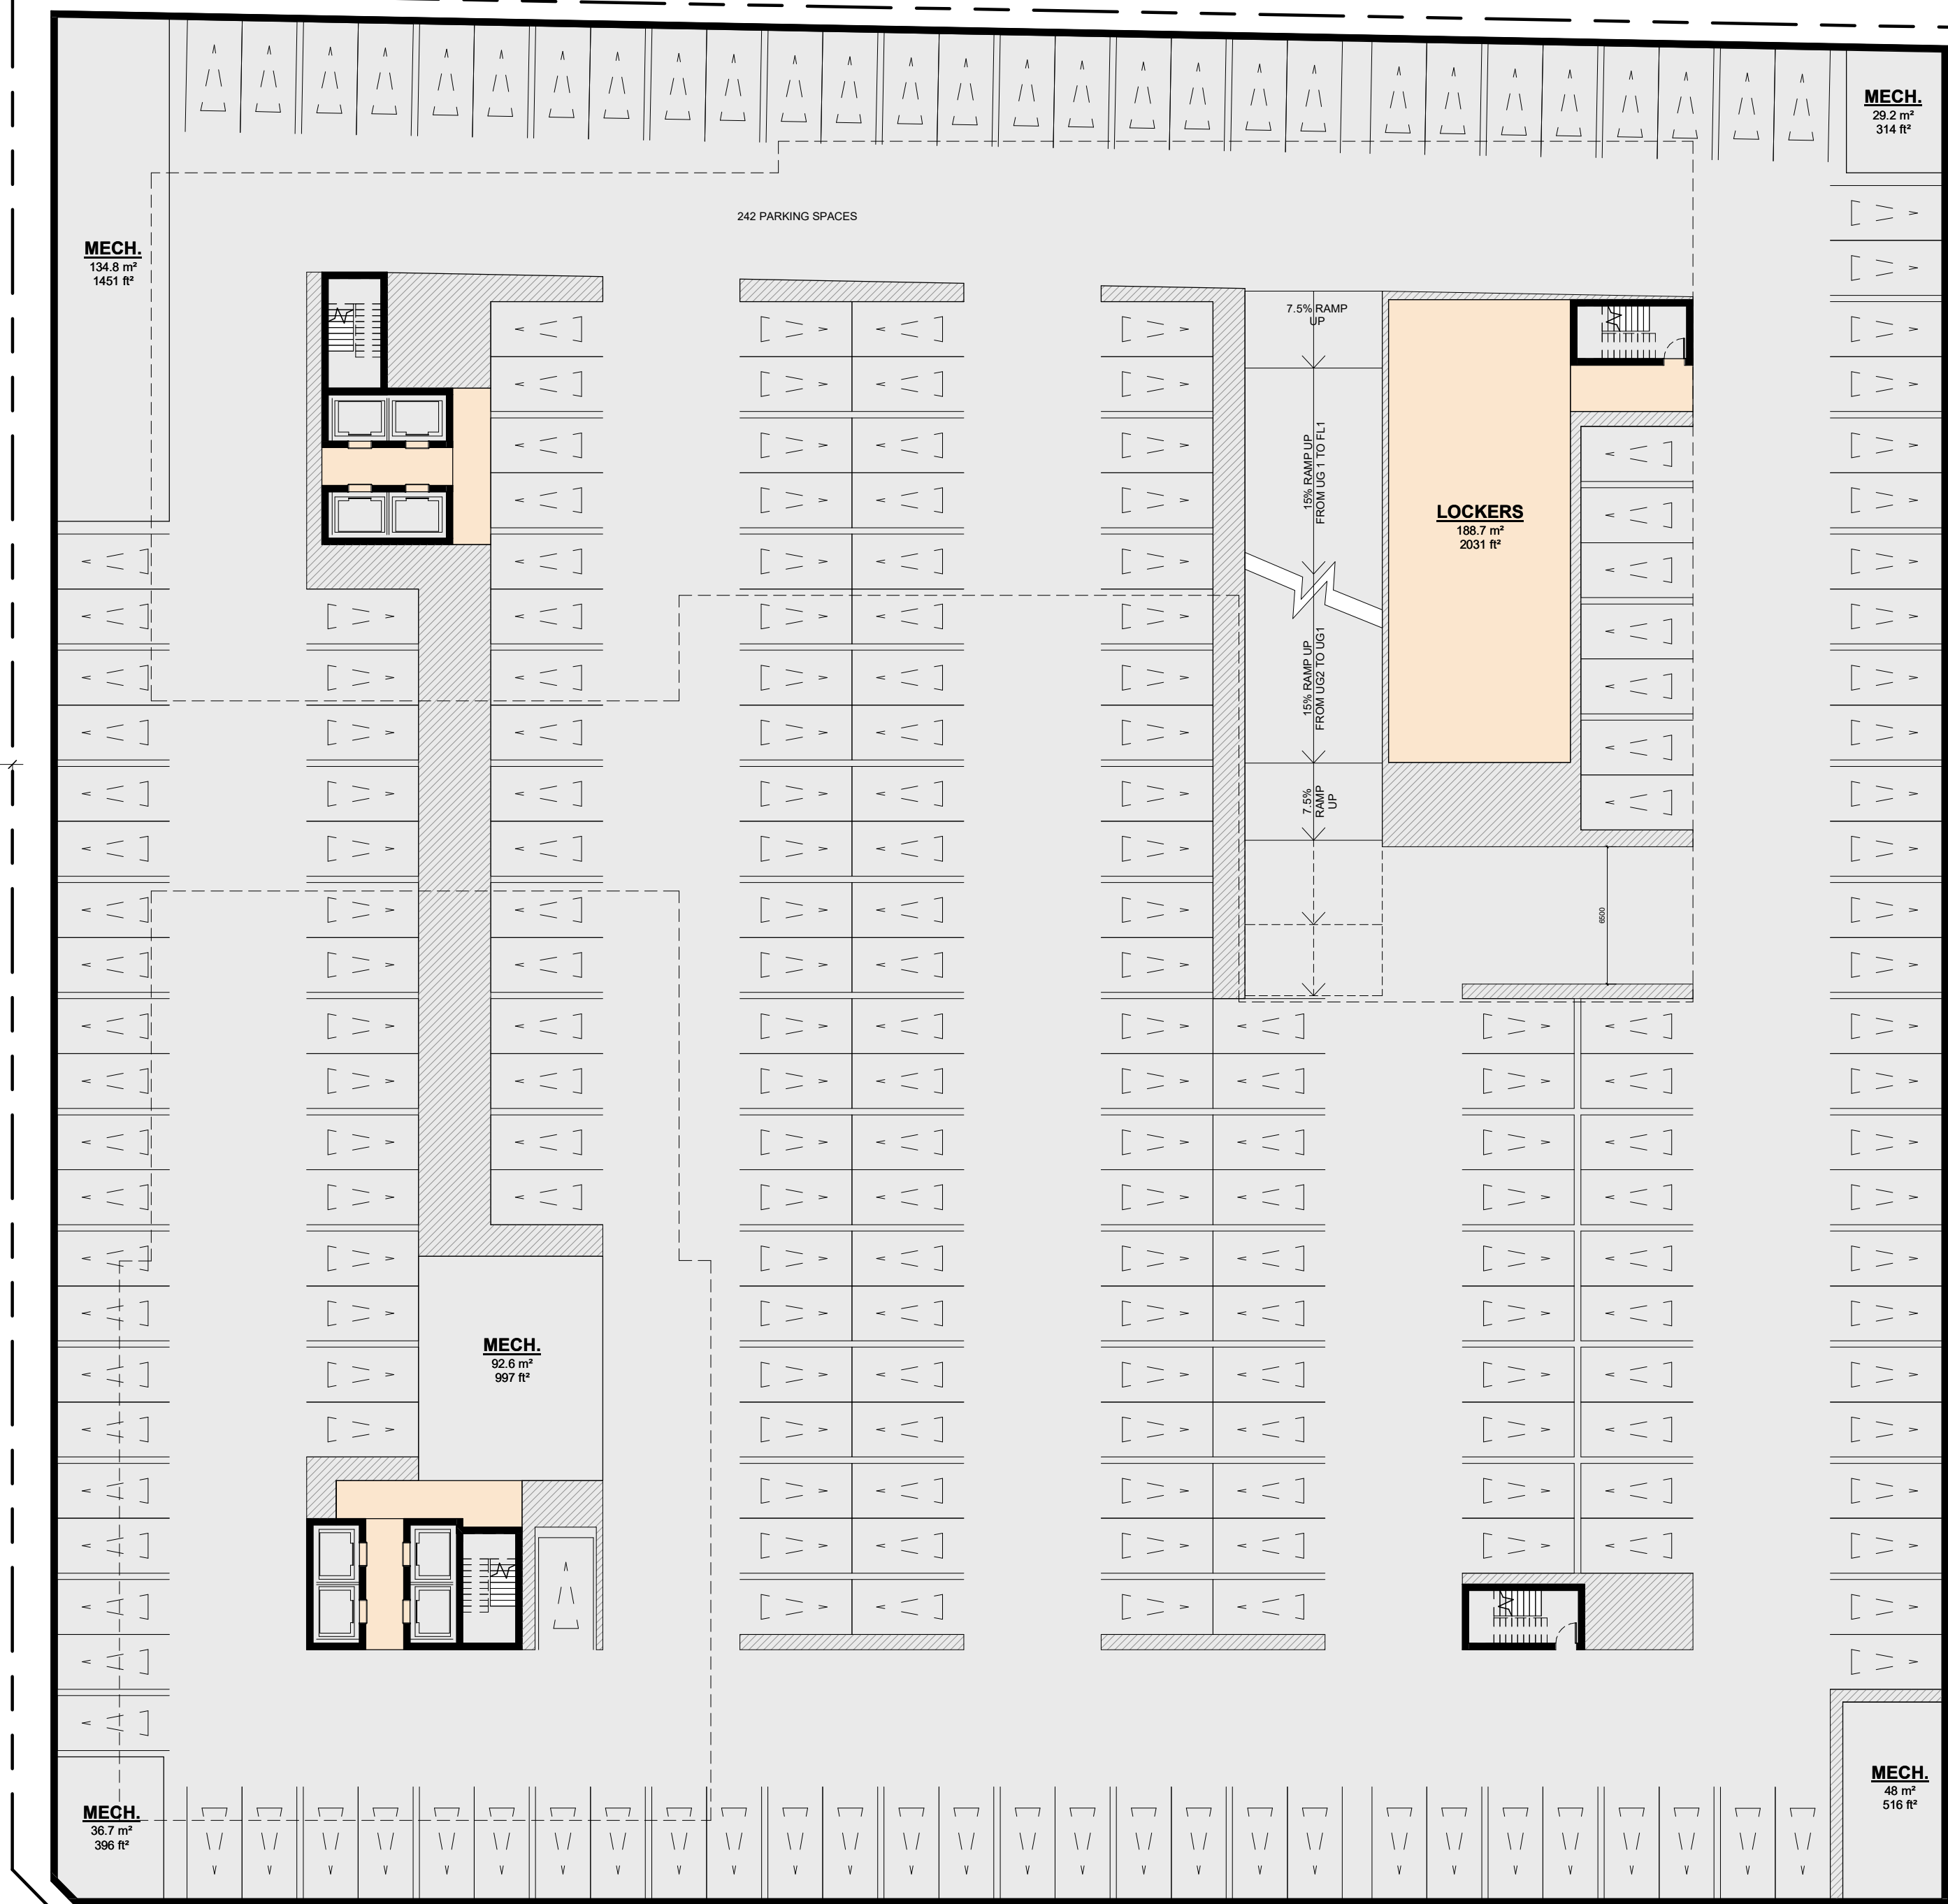 MECH.
29.2 m²
314 ft²
242 PARKING SPACES
MECH.
134.8 m²
1451 ft²
7.5% RAMP
UP
15% RAMP UP
FROM UG 1 TO FL1
LOCKERS
188.7 m²
2031 ft²
15% RAMP UP
FROM UG2 TO UG1
7.5%
RAMP
UP
6500
MECH.
92.6 m²
997 ft²
MECH.
48 m²
516 ft²
MECH.
36.7 m²
396 ft²